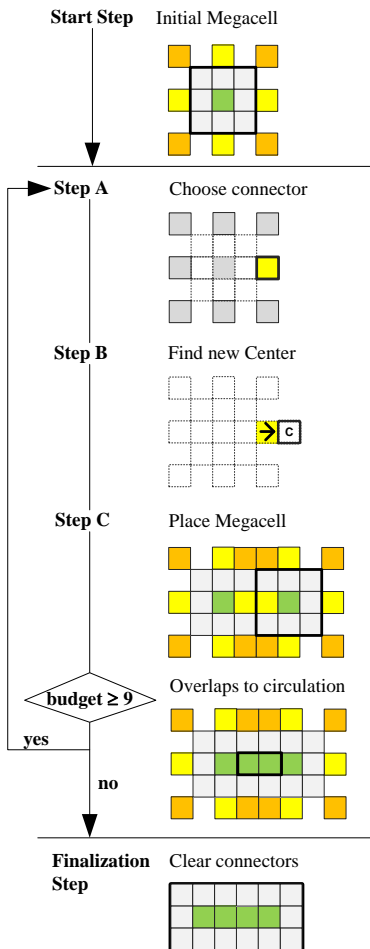 Start Step
Initial Megacell
Step A
Choose connector
Step B
Find new Center
C
Step C
Place Megacell
budget ≥ 9
Overlaps to circulation
yes
no
Finalization
Step
Clear connectors